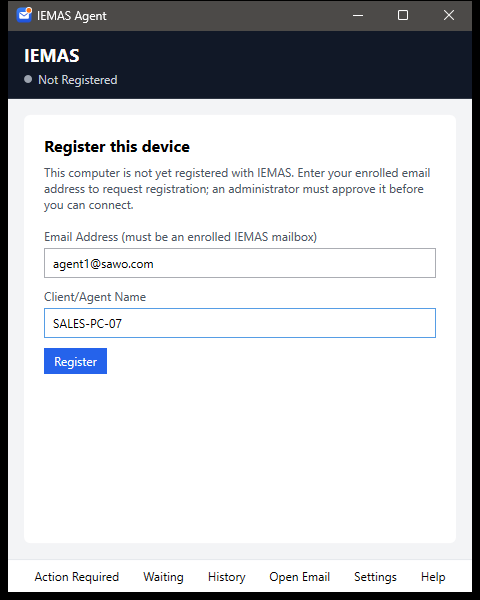 IEMAS Agent
IEMAS
Not Registered
Register this device
This computer is not yet registered with IEMAS. Enter your enrolled email
address to request registration; an administrator must approve it before
you can connect.
Email Address (must be an enrolled IEMAS mailbox)
agent1@sawo.com
Client/Agent Name
SALES-PC-07
Register
Action Required Waiting History Open Email Settings Help